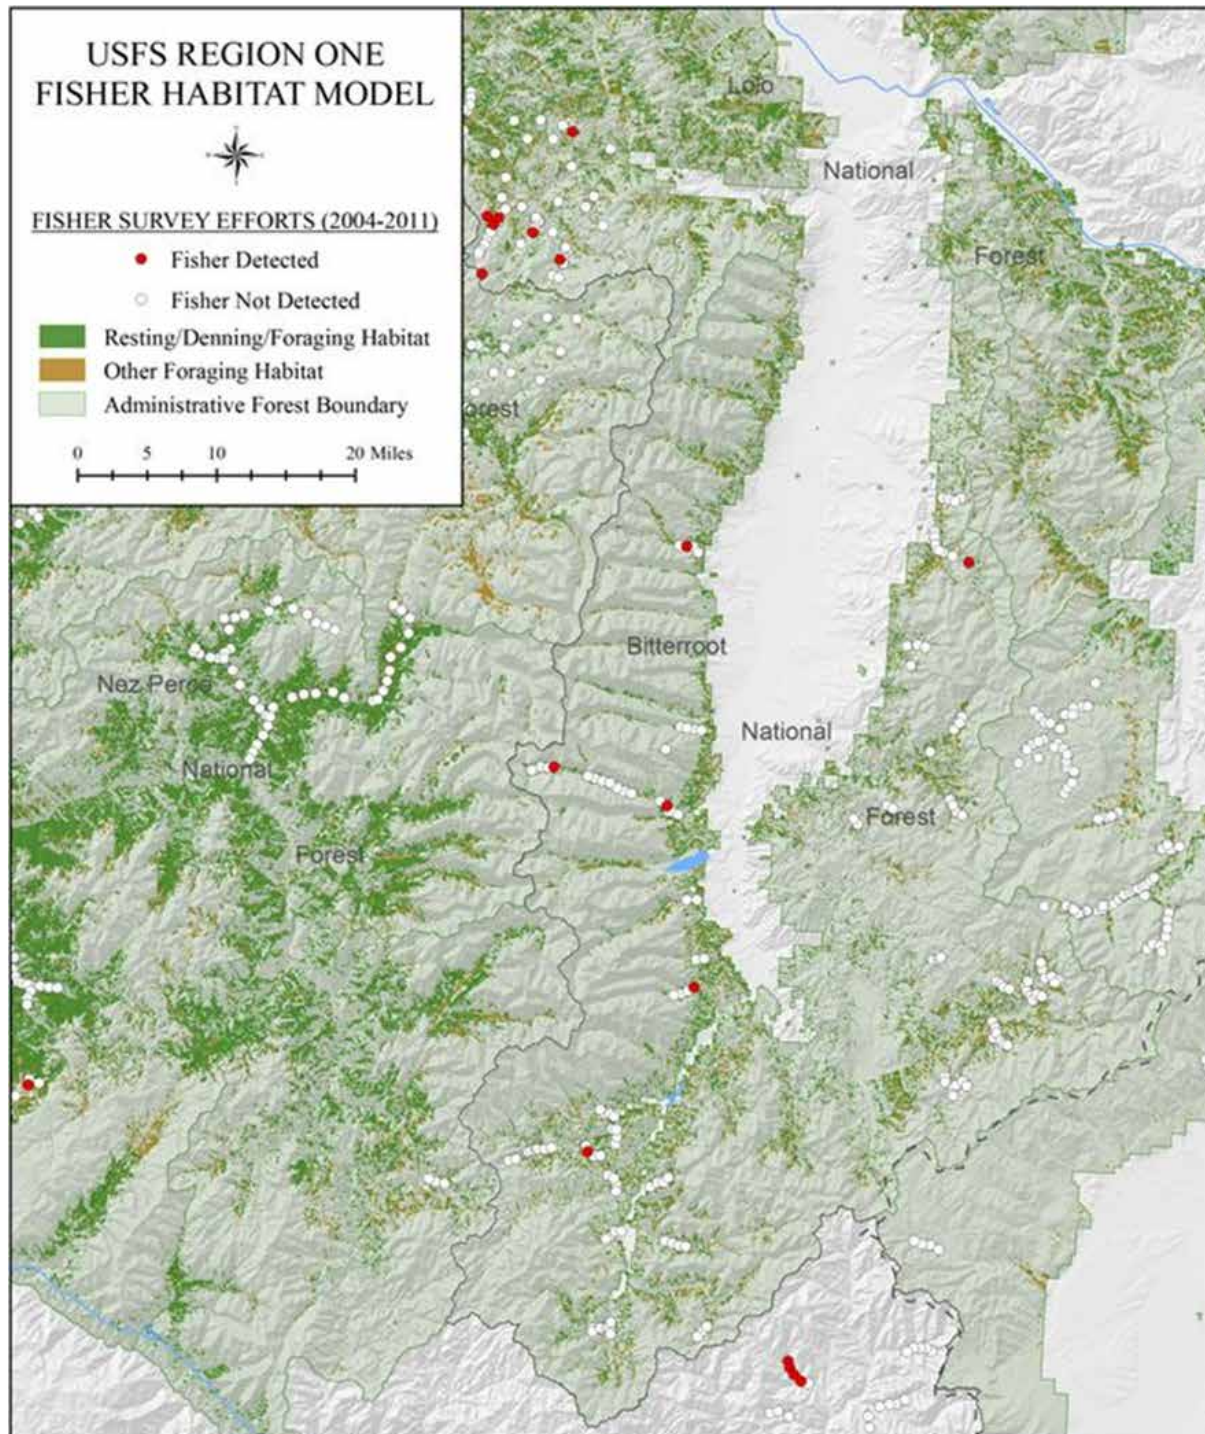 USFS REGION ONE
FISHER HABITAT MODEL
FISHER SURVEY EFFORTS (2004-2011)
Fisher Detected
Fisher Not Detected
Resting/Denning/Foraging Habitat
Other Foraging Habitat
Administrative Forest Boundary
0 5 10 20 Miles
Lolo
National
Forest
orest
Bitterroot
National
Forest
Nez Perce
National
Forest